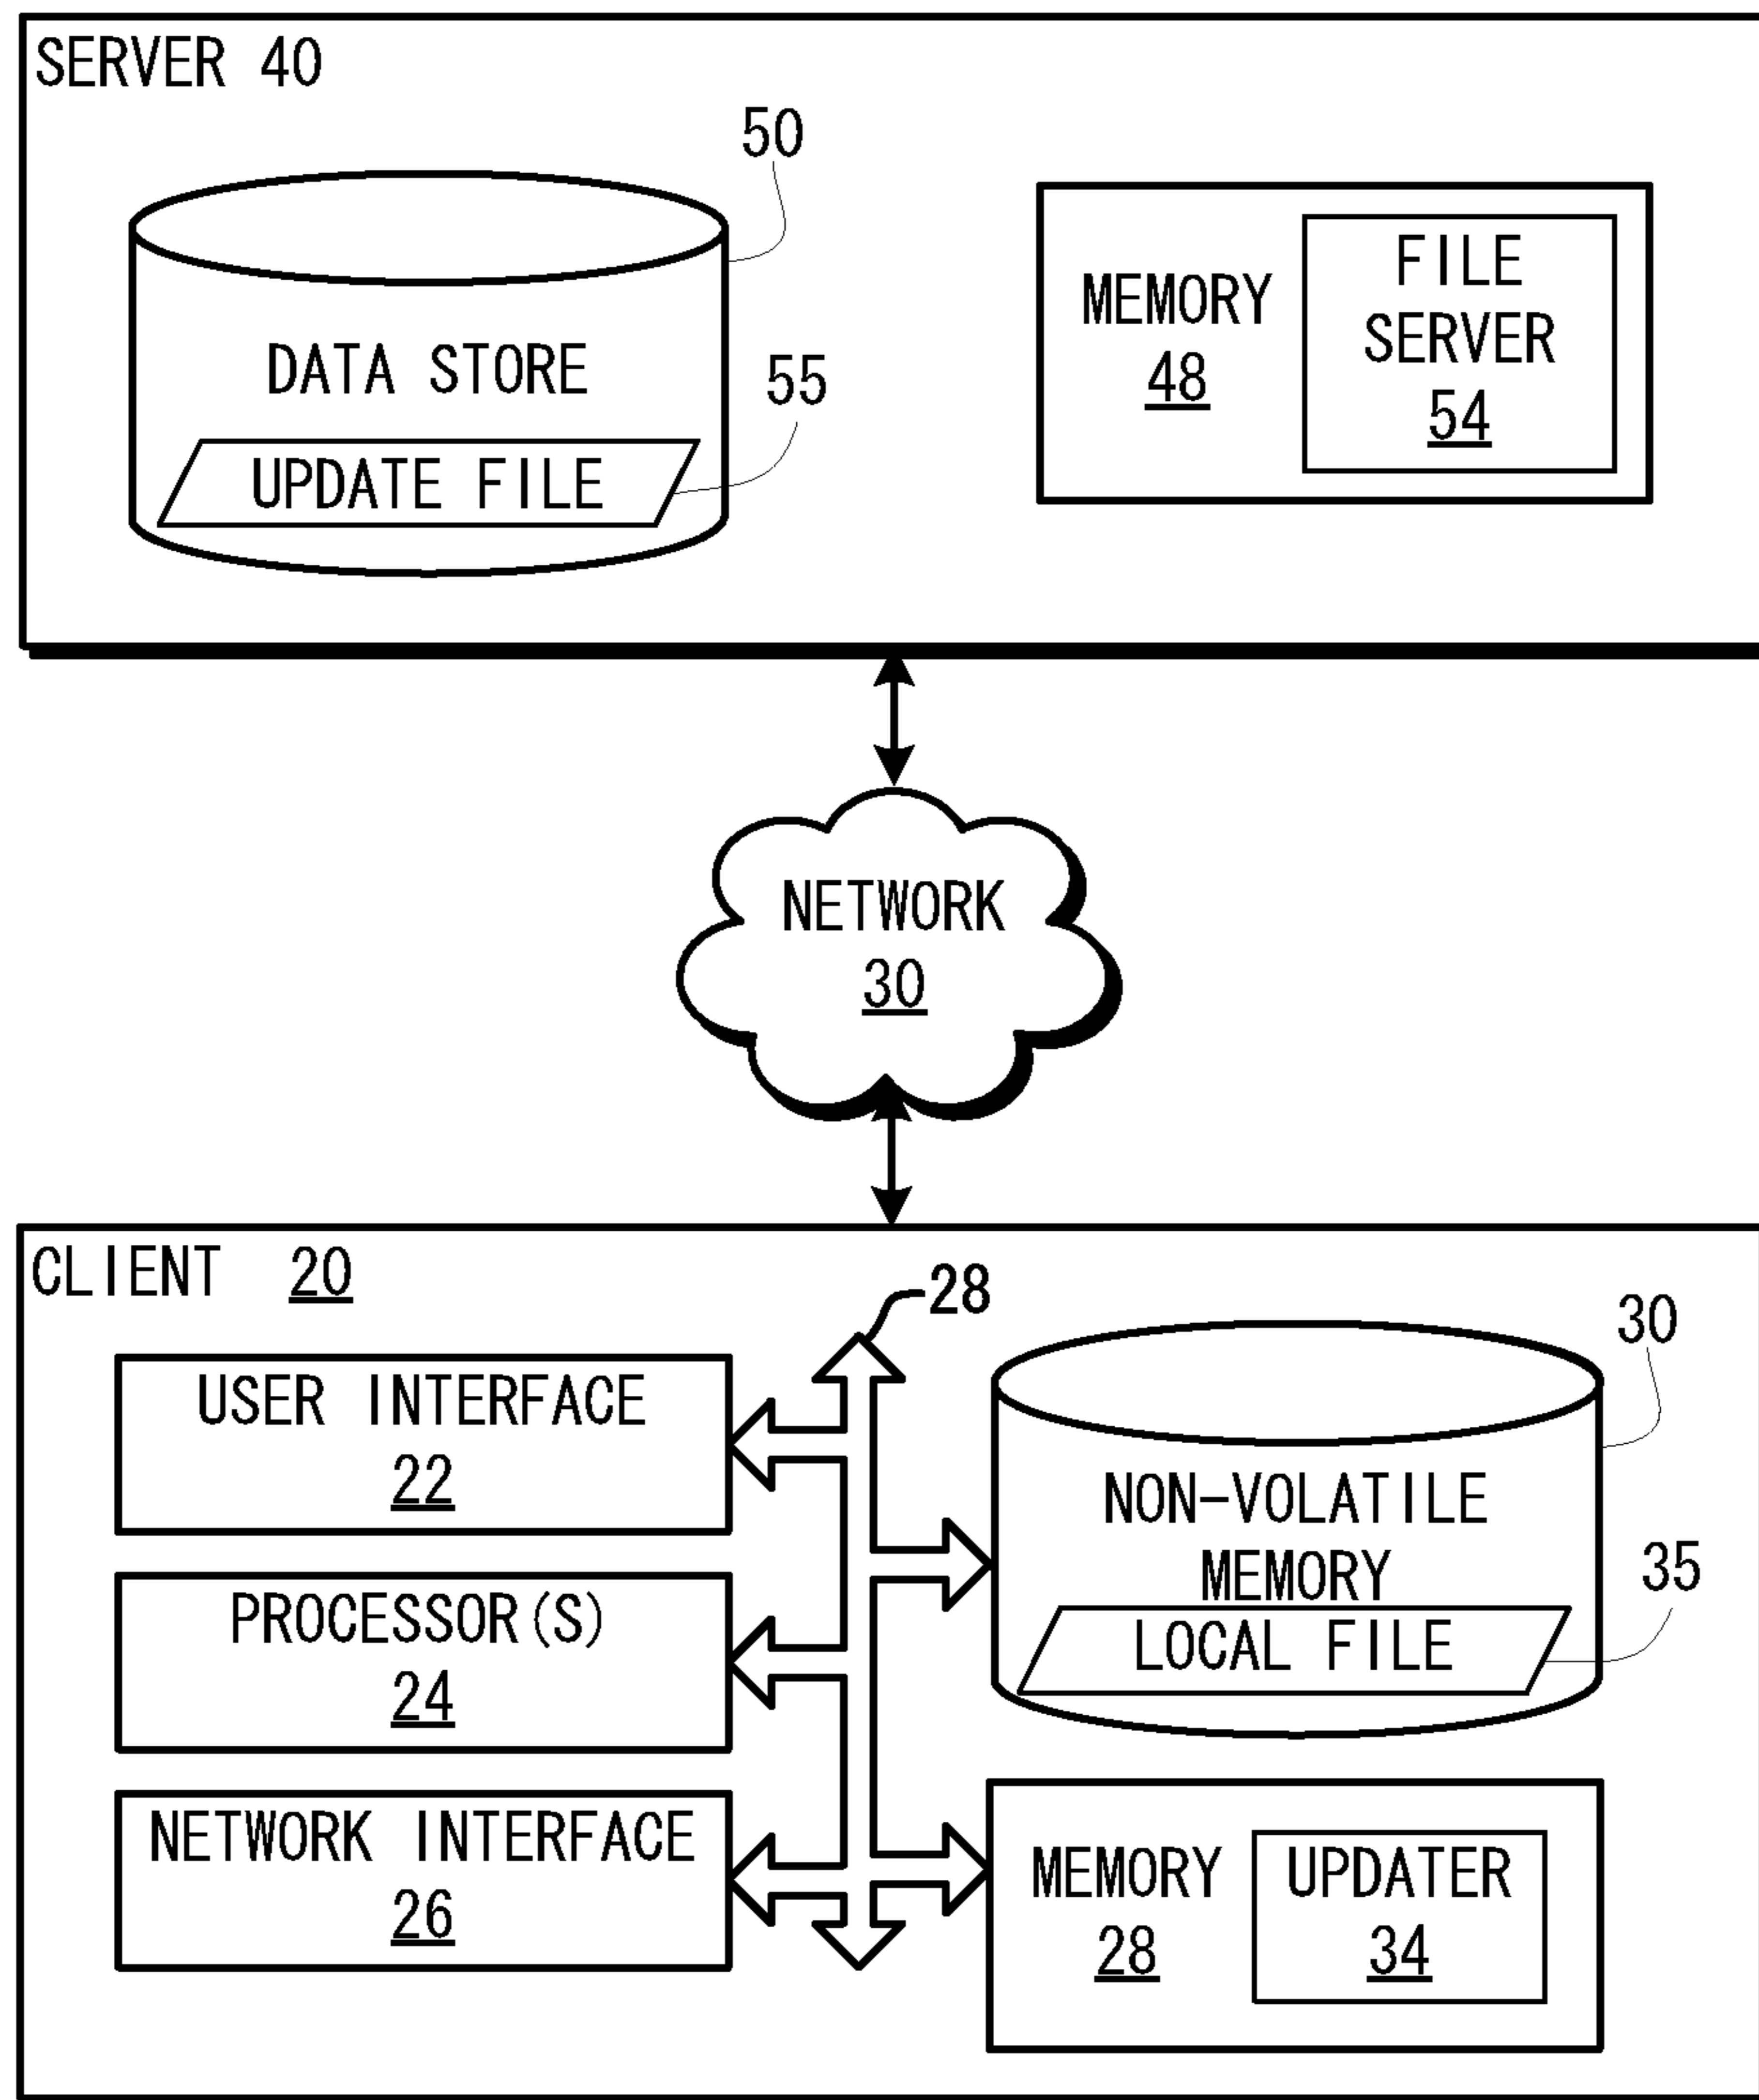 SERVER 40
50
DATA STORE
55
UPDATE FILE
MEMORY
48
FILE
SERVER
54
NETWORK
30
CLIENT 20
28
USER INTERFACE
22
PROCESSOR(S)
24
NETWORK INTERFACE
26
30
NON-VOLATILE
MEMORY
35
LOCAL FILE
MEMORY
28
UPDATER
34